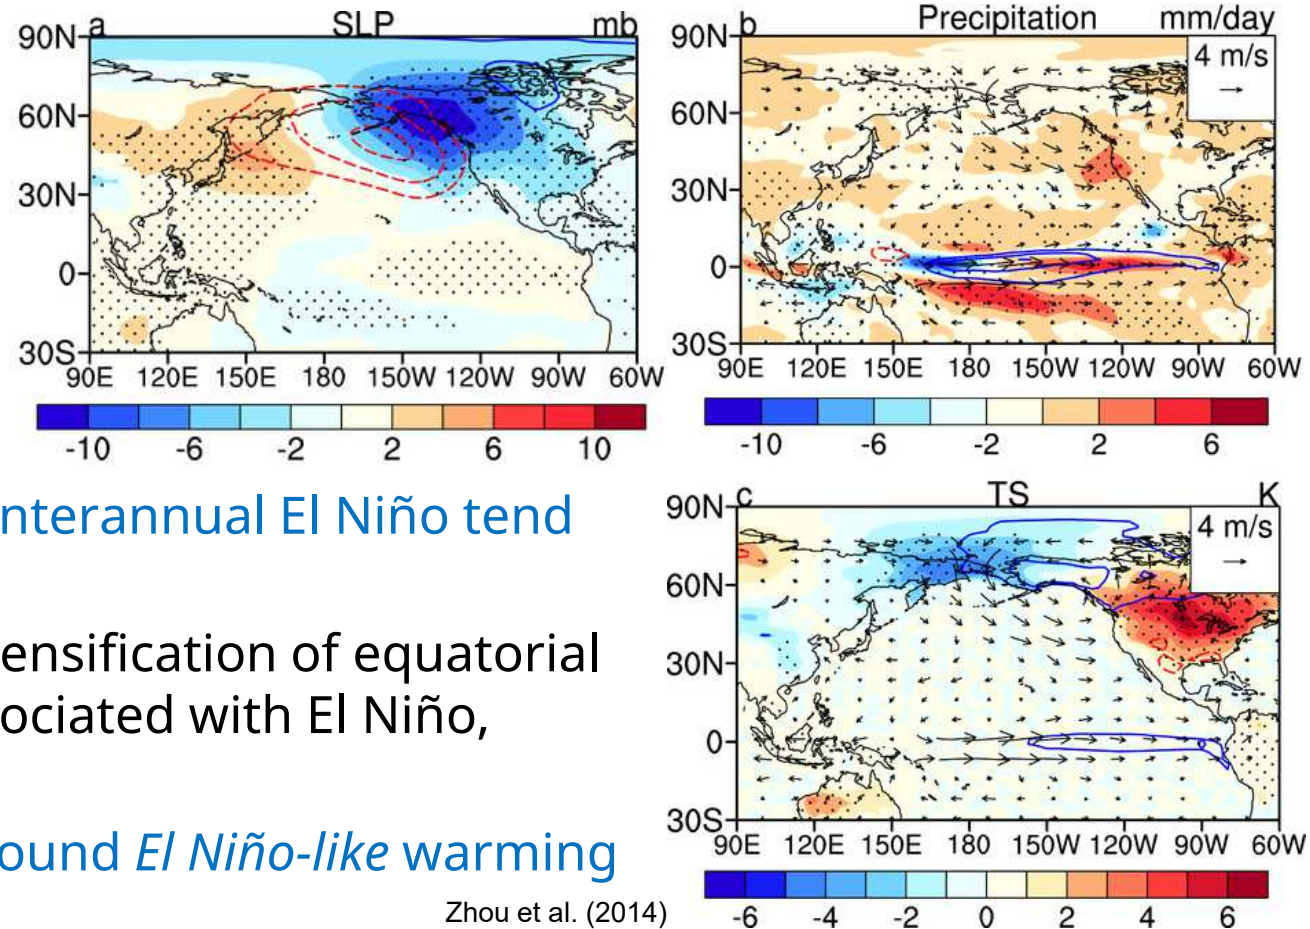 a SLP mb
90N
60N
30N
0
30S
90E 120E 150E 180 150W 120W 90W 60W
-10 -6 -2 2 6 10
b Precipitation mm/day
4 m/s
90N
60N
30N
0
30S
90E 120E 150E 180 150W 120W 90W 60W
-10 -6 -2 2 6
nterannual El Niño tend
ensification of equatorial
ociated with El Niño,
ound El Niño-like warming
Zhou et al. (2014)
c TS K
4 m/s
90N
60N
30N
0
30S
90E 120E 150E 180 150W 120W 90W 60W
-6 -4 -2 0 2 4 6